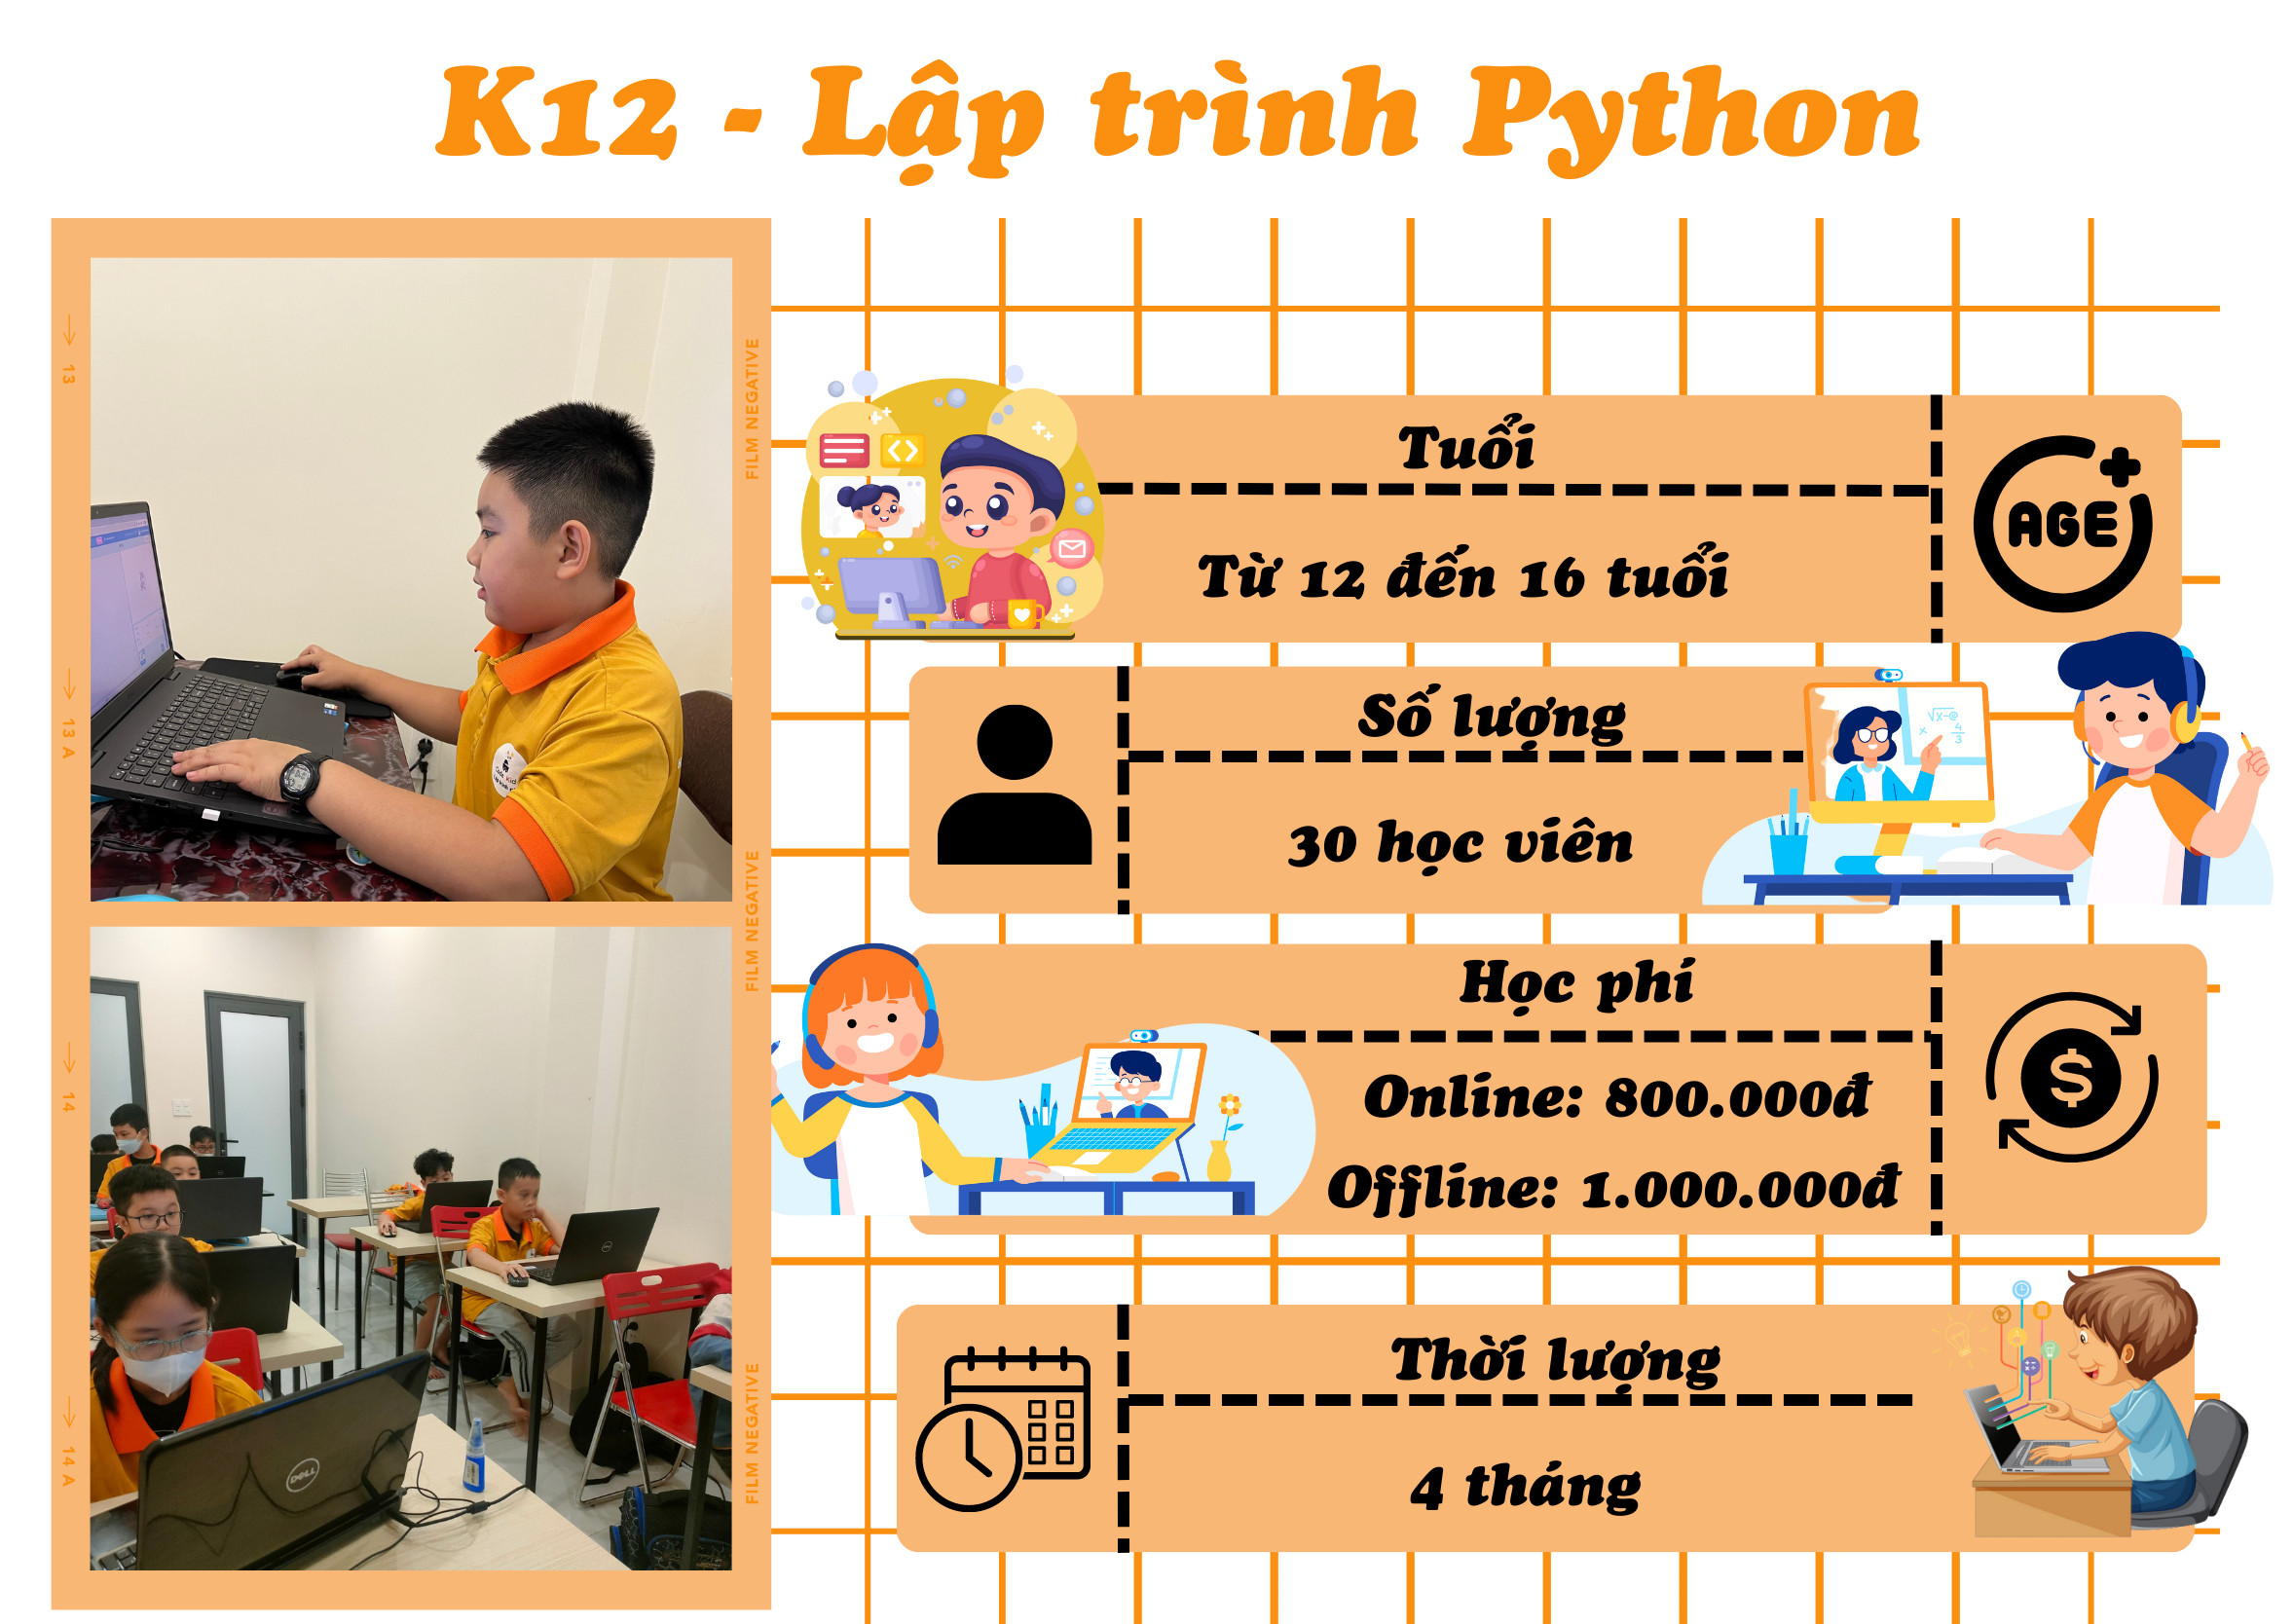 K12 - Lập trình Python
13
13 A
14
14 A
FILM NEGATIVE
FILM NEGATIVE
FILM NEGATIVE
DELL
Tuổi
Từ 12 đến 16 tuổi
AGE+
Số lượng
30 học viên
Học phí
Online: 800.000đ
Offline: 1.000.000đ
$
Thời lượng
4 tháng